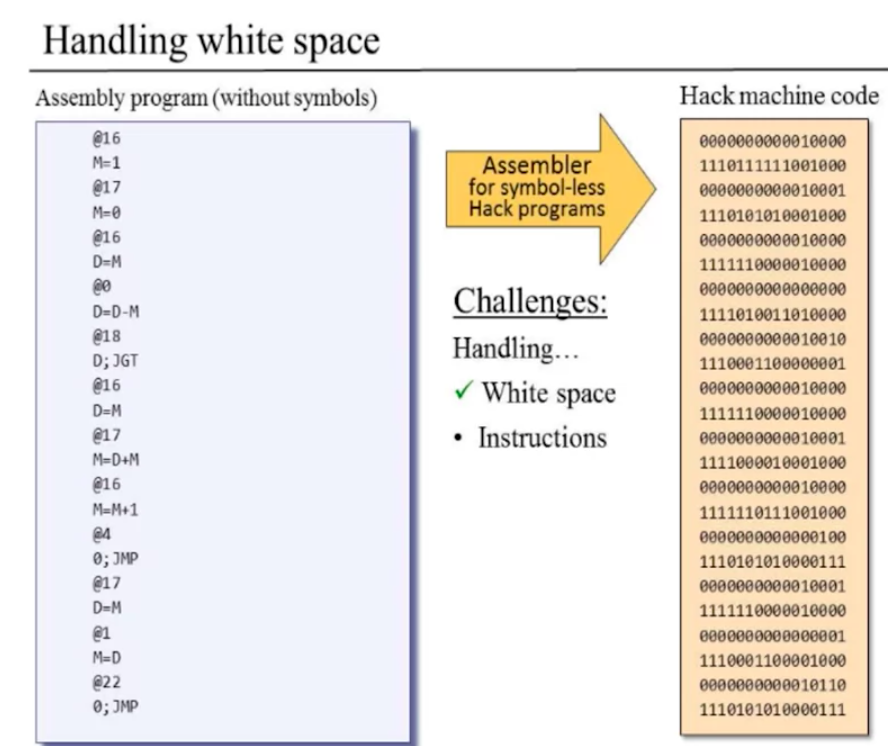 Handling white space
Assembly program (without symbols)
@16
M=1
@17
M=0
@16
D=M
@0
D=D-M
@18
D;JGT
@16
D=M
@17
M=D+M
@16
M=M+1
@4
0;JMP
@17
D=M
@1
M=D
@22
0;JMP
Assembler
for symbol-less
Hack programs
Challenges:
Handling…
✓ White space
• Instructions
Hack machine code
0000000000010000
1110111111001000
0000000000010001
1110101010001000
0000000000010000
1111110000010000
0000000000000000
1111010011010000
0000000000010010
1110001100000001
0000000000010000
1111110000010000
0000000000010001
1111000010001000
0000000000010000
1111110111001000
0000000000000100
1110101010000111
0000000000010001
1111110000010000
0000000000000001
1110001100001000
0000000000010110
1110101010000111